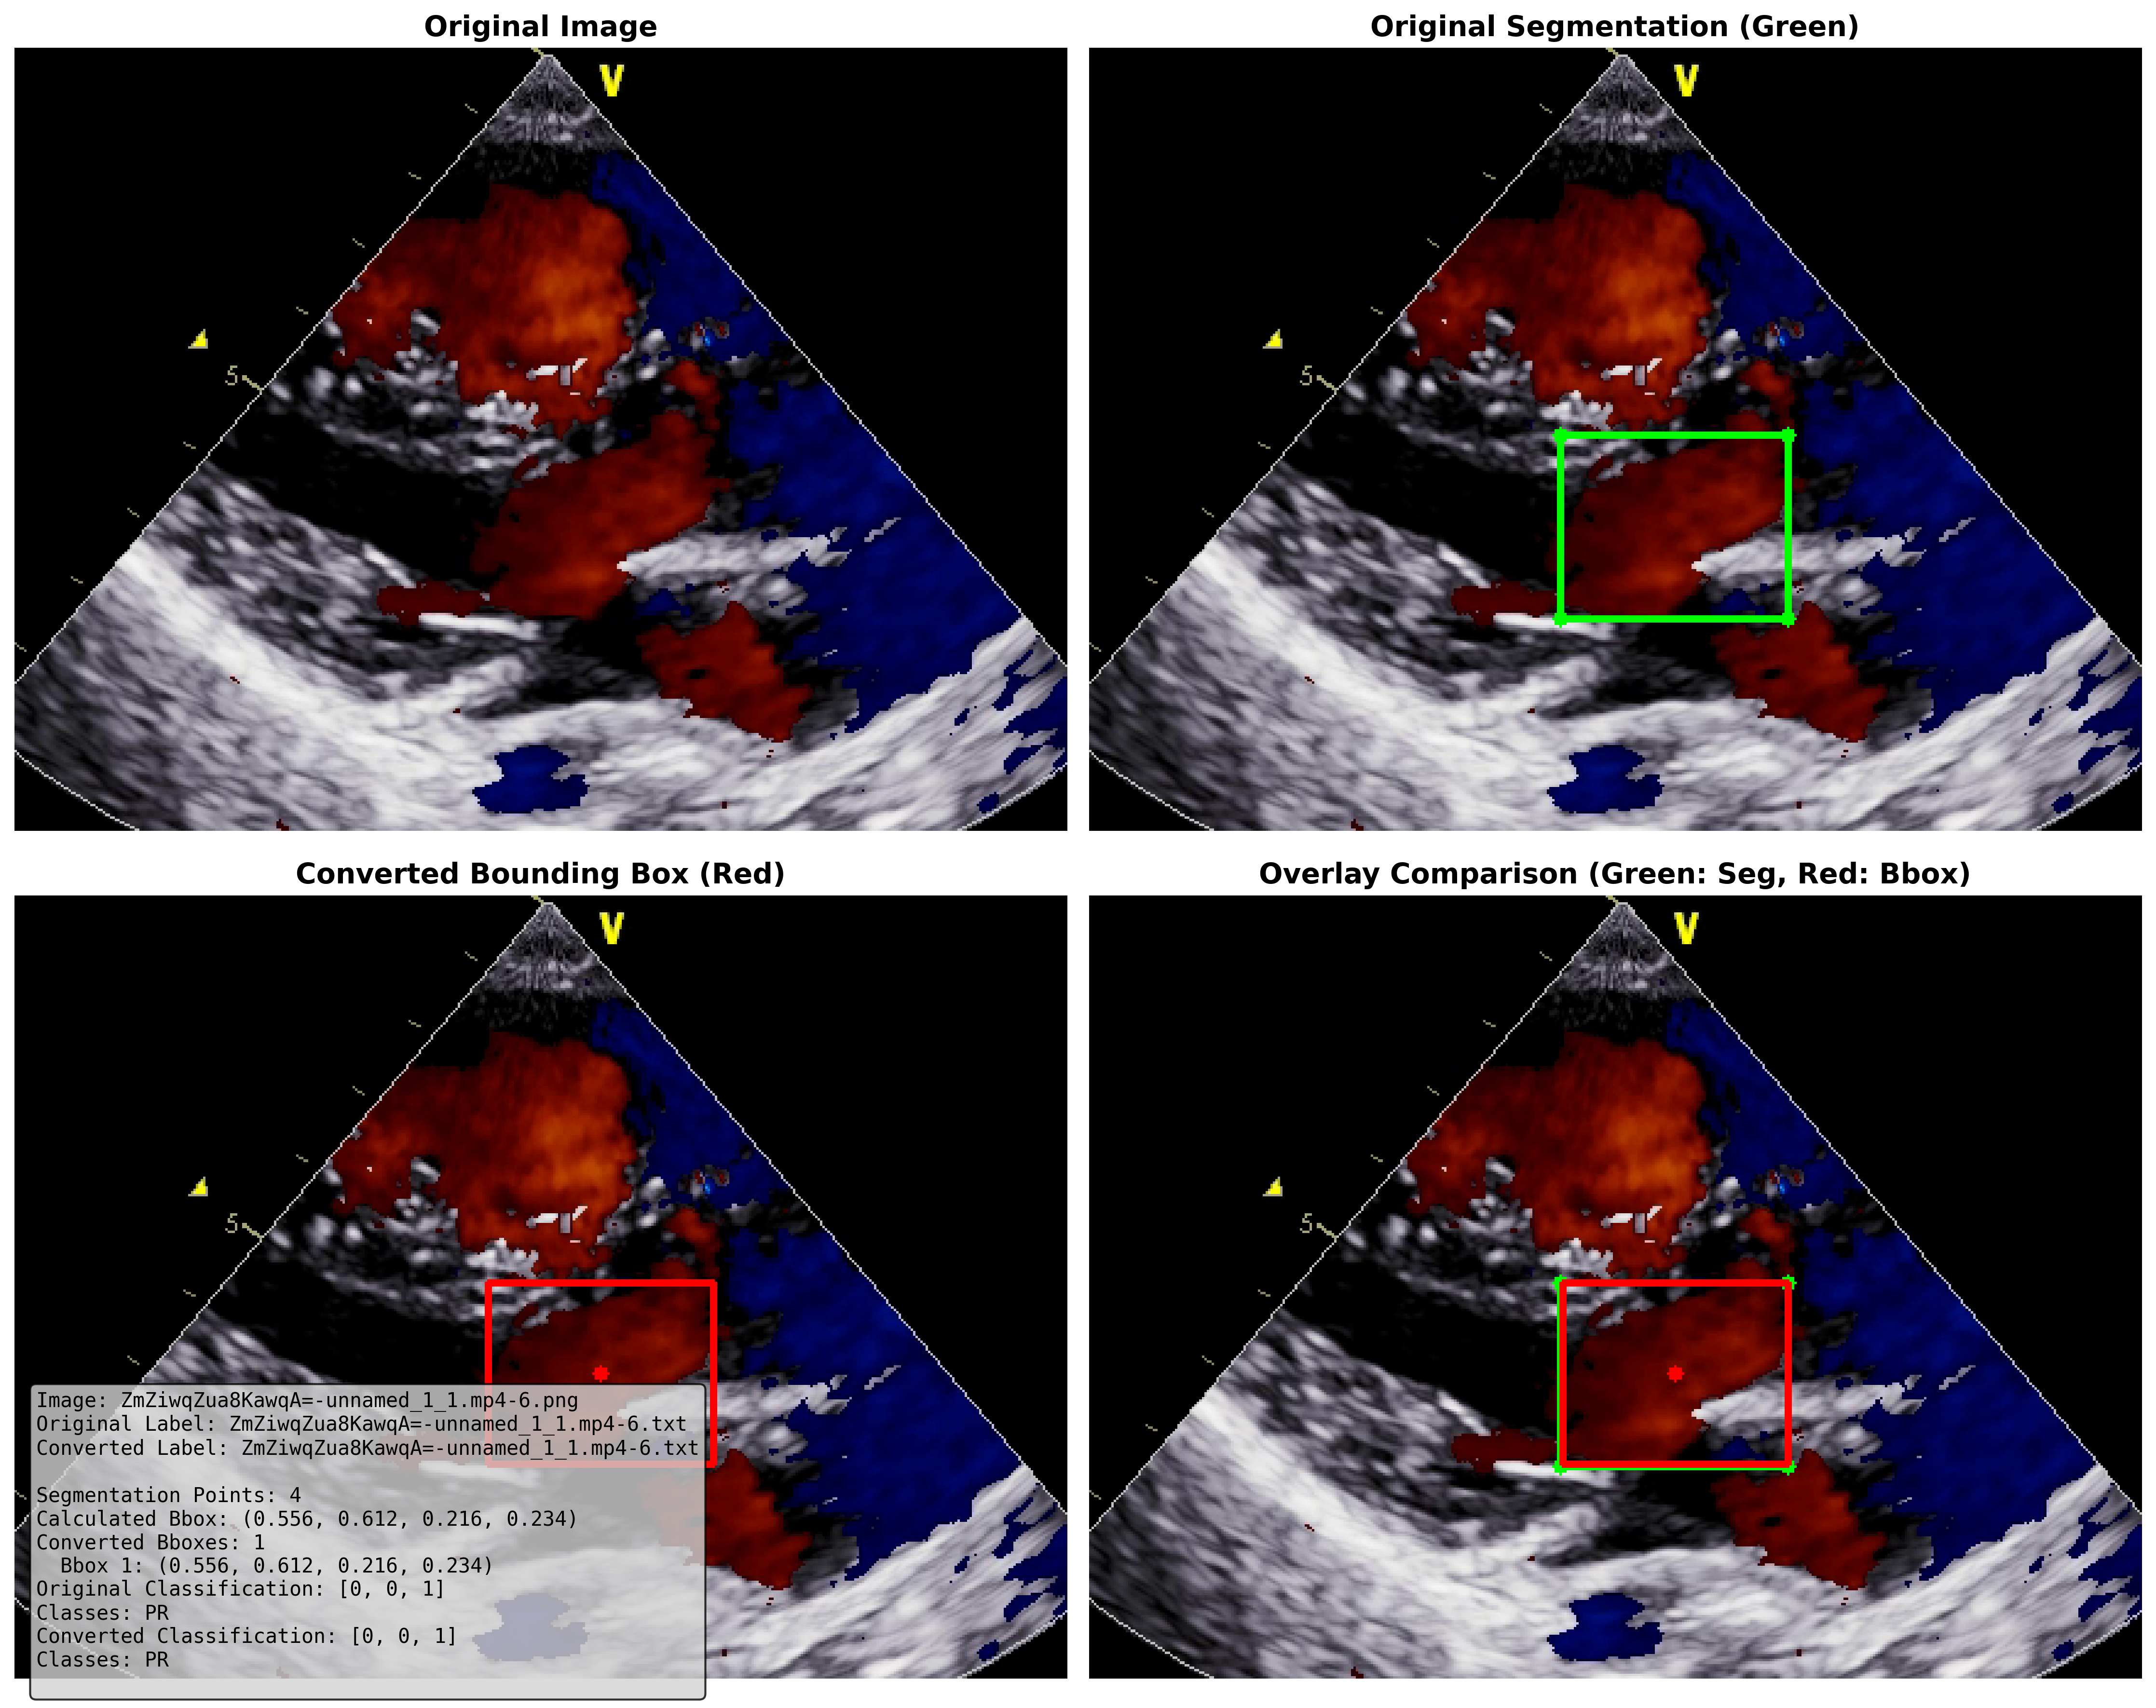 Original Image
Original Segmentation (Green)
V
5
V
5
Converted Bounding Box (Red)
Overlay Comparison (Green: Seg, Red: Bbox)
V
5
V
5
Image: ZmZiwqZua8KawqA=-unnamed_1_1.mp4-6.png
Original Label: ZmZiwqZua8KawqA=-unnamed_1_1.mp4-6.txt
Converted Label: ZmZiwqZua8KawqA=-unnamed_1_1.mp4-6.txt
Segmentation Points: 4
Calculated Bbox: (0.556, 0.612, 0.216, 0.234)
Converted Bboxes: 1
Bbox 1: (0.556, 0.612, 0.216, 0.234)
Original Classification: [0, 0, 1]
Classes: PR
Converted Classification: [0, 0, 1]
Classes: PR